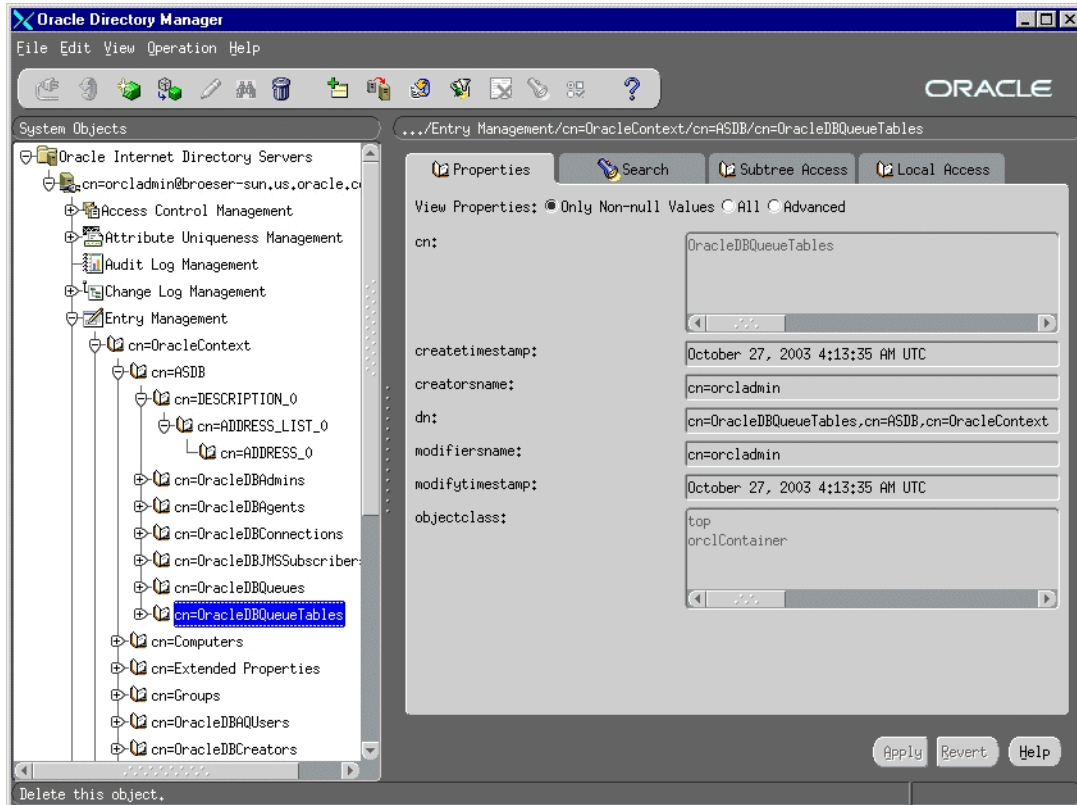 Oracle Directory Manager
File Edit View Operation Help
ORACLE
System Objects
Oracle Internet Directory Servers
cn=orcladmin@broeser-sun.us.oracle.co
Access Control Management
Attribute Uniqueness Management
Audit Log Management
Change Log Management
Entry Management
cn=OracleContext
cn=ASDB
cn=DESCRIPTION_0
cn=ADDRESS_LIST_0
cn=ADDRESS_0
cn=OracleDBAdmins
cn=OracleDBAgents
cn=OracleDBConnections
cn=OracleDBJMSSubscriber
cn=OracleDBQueues
cn=OracleDBQueueTables
cn=Computers
cn=Extended Properties
cn=Groups
cn=OracleDBAQUsers
cn=OracleDBCreators
.../Entry Management/cn=OracleContext/cn=ASDB/cn=OracleDBQueueTables
Properties Search Subtree Access Local Access
View Properties: Only Non-null Values All Advanced
cn: OracleDBQueueTables
createtimestamp: October 27, 2003 4:13:35 AM UTC
creatorsname: cn=orcladmin
dn: cn=OracleDBQueueTables,cn=ASDB,cn=OracleContext
modifiersname: cn=orcladmin
modifytimestamp: October 27, 2003 4:13:35 AM UTC
objectclass: top
orclContainer
Apply Revert Help
Delete this object.